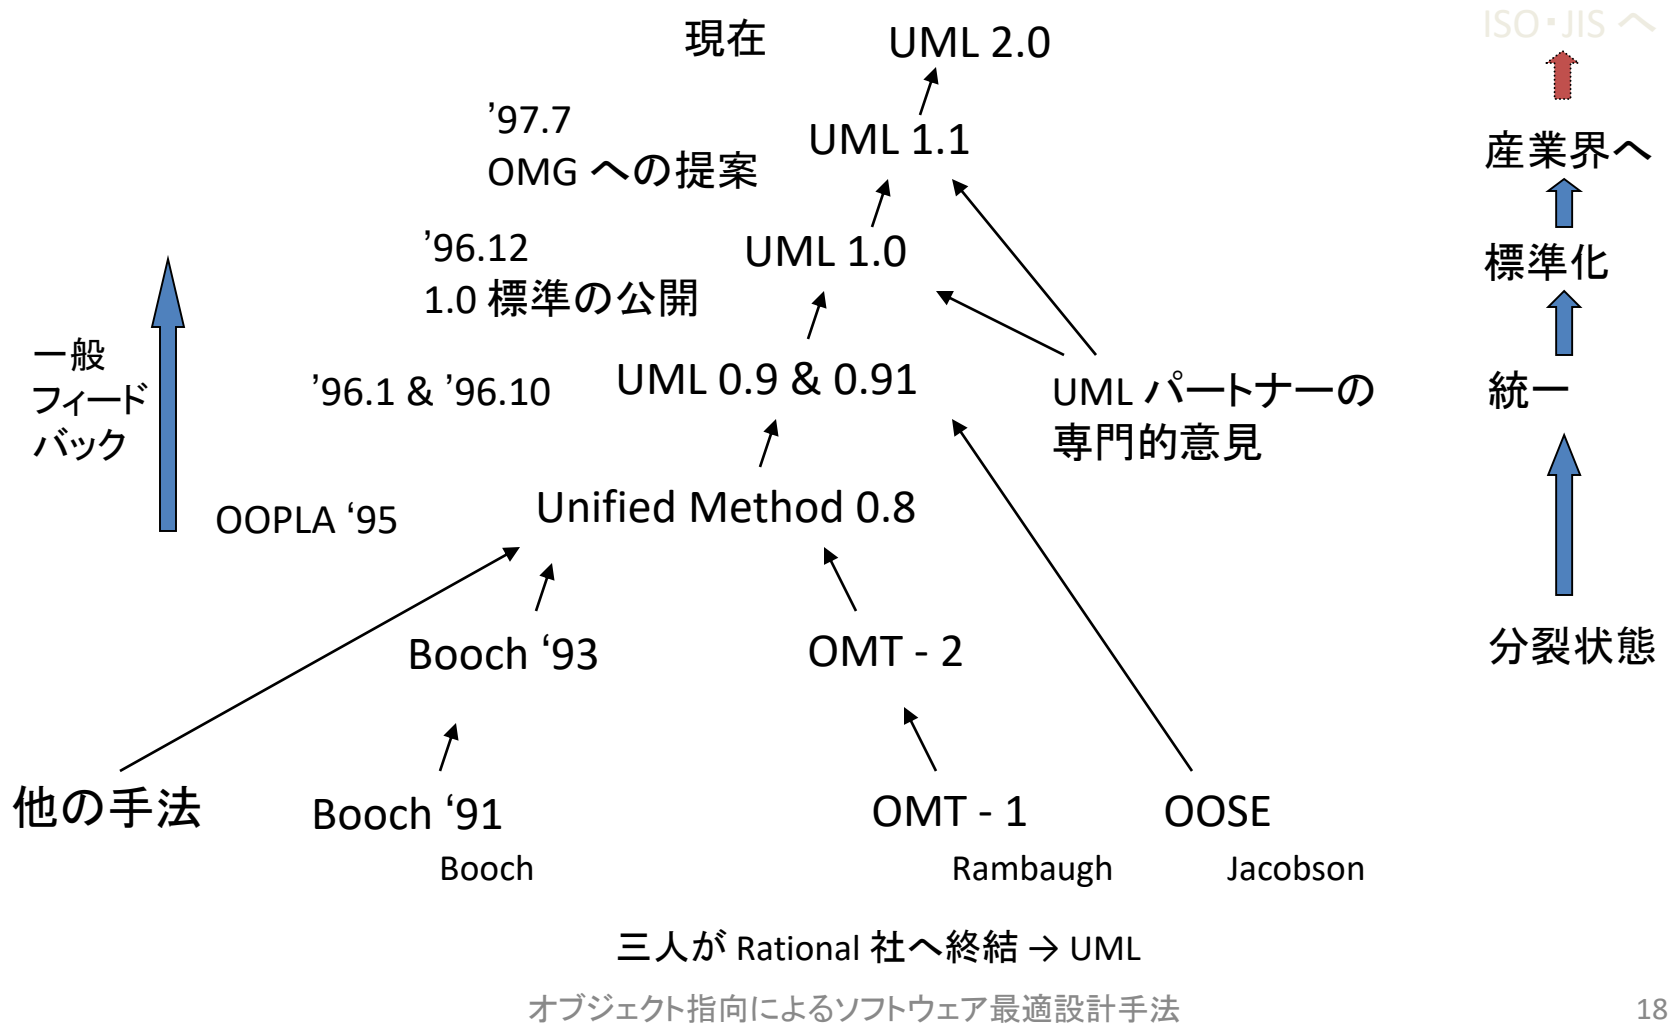 ISO・JIS へ
現在
UML 2.0
’97.7
OMG への提案
UML 1.1
産業界へ
’96.12
1.0 標準の公開
UML 1.0
標準化
一般
フィード
バック
’96.1 & ’96.10
UML 0.9 & 0.91
UML パートナーの
専門的意見
統一
OOPLA ‘95
Unified Method 0.8
Booch ‘93
OMT - 2
分裂状態
他の手法
Booch ‘91
OMT - 1
OOSE
Booch
Rambaugh
Jacobson
三人が Rational 社へ終結 → UML
オブジェクト指向によるソフトウェア最適設計手法
18